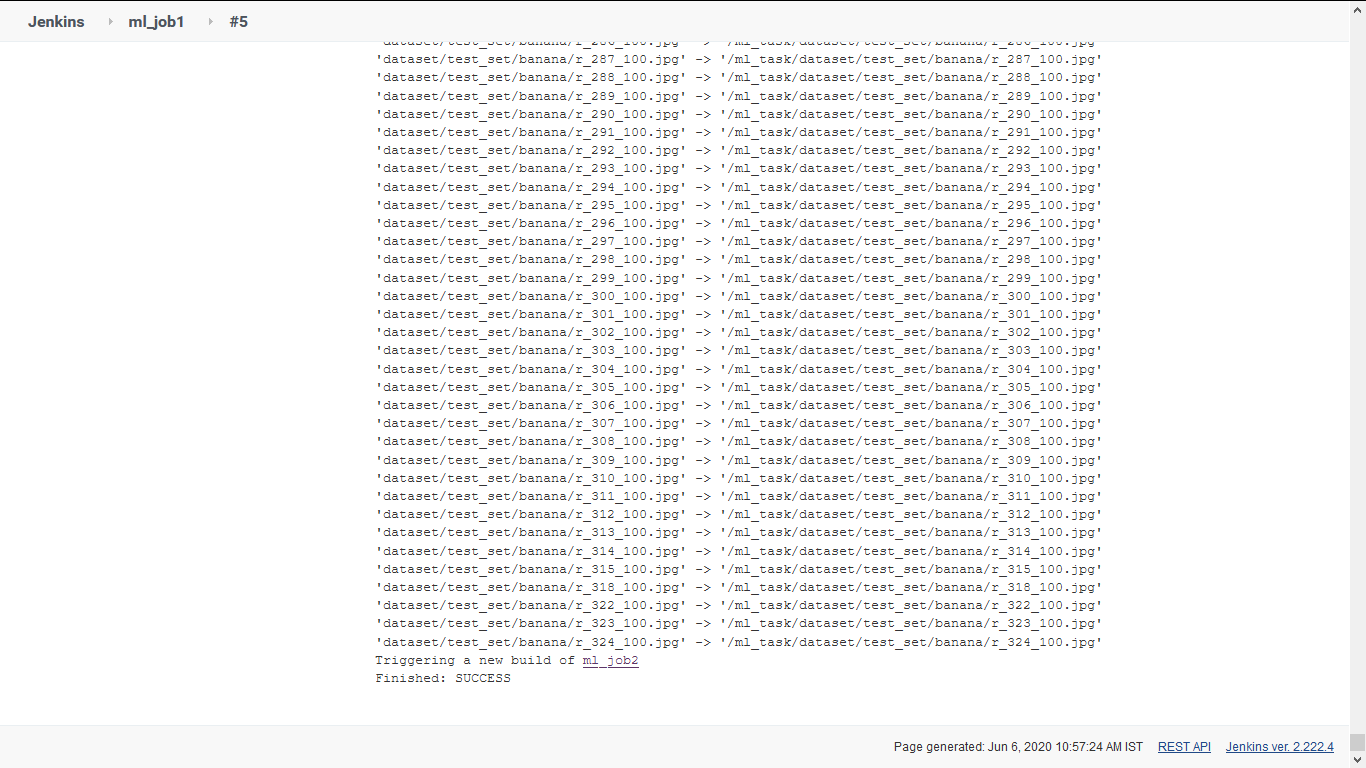 Jenkins ml_job1 #5
'dataset/test_set/banana/r_286_100.jpg' -> '/ml_task/dataset/test_set/banana/r_286_100.jpg'
'dataset/test_set/banana/r_287_100.jpg' -> '/ml_task/dataset/test_set/banana/r_287_100.jpg'
'dataset/test_set/banana/r_288_100.jpg' -> '/ml_task/dataset/test_set/banana/r_288_100.jpg'
'dataset/test_set/banana/r_289_100.jpg' -> '/ml_task/dataset/test_set/banana/r_289_100.jpg'
'dataset/test_set/banana/r_290_100.jpg' -> '/ml_task/dataset/test_set/banana/r_290_100.jpg'
'dataset/test_set/banana/r_291_100.jpg' -> '/ml_task/dataset/test_set/banana/r_291_100.jpg'
'dataset/test_set/banana/r_292_100.jpg' -> '/ml_task/dataset/test_set/banana/r_292_100.jpg'
'dataset/test_set/banana/r_293_100.jpg' -> '/ml_task/dataset/test_set/banana/r_293_100.jpg'
'dataset/test_set/banana/r_294_100.jpg' -> '/ml_task/dataset/test_set/banana/r_294_100.jpg'
'dataset/test_set/banana/r_295_100.jpg' -> '/ml_task/dataset/test_set/banana/r_295_100.jpg'
'dataset/test_set/banana/r_296_100.jpg' -> '/ml_task/dataset/test_set/banana/r_296_100.jpg'
'dataset/test_set/banana/r_297_100.jpg' -> '/ml_task/dataset/test_set/banana/r_297_100.jpg'
'dataset/test_set/banana/r_298_100.jpg' -> '/ml_task/dataset/test_set/banana/r_298_100.jpg'
'dataset/test_set/banana/r_299_100.jpg' -> '/ml_task/dataset/test_set/banana/r_299_100.jpg'
'dataset/test_set/banana/r_300_100.jpg' -> '/ml_task/dataset/test_set/banana/r_300_100.jpg'
'dataset/test_set/banana/r_301_100.jpg' -> '/ml_task/dataset/test_set/banana/r_301_100.jpg'
'dataset/test_set/banana/r_302_100.jpg' -> '/ml_task/dataset/test_set/banana/r_302_100.jpg'
'dataset/test_set/banana/r_303_100.jpg' -> '/ml_task/dataset/test_set/banana/r_303_100.jpg'
'dataset/test_set/banana/r_304_100.jpg' -> '/ml_task/dataset/test_set/banana/r_304_100.jpg'
'dataset/test_set/banana/r_305_100.jpg' -> '/ml_task/dataset/test_set/banana/r_305_100.jpg'
'dataset/test_set/banana/r_306_100.jpg' -> '/ml_task/dataset/test_set/banana/r_306_100.jpg'
'dataset/test_set/banana/r_307_100.jpg' -> '/ml_task/dataset/test_set/banana/r_307_100.jpg'
'dataset/test_set/banana/r_308_100.jpg' -> '/ml_task/dataset/test_set/banana/r_308_100.jpg'
'dataset/test_set/banana/r_309_100.jpg' -> '/ml_task/dataset/test_set/banana/r_309_100.jpg'
'dataset/test_set/banana/r_310_100.jpg' -> '/ml_task/dataset/test_set/banana/r_310_100.jpg'
'dataset/test_set/banana/r_311_100.jpg' -> '/ml_task/dataset/test_set/banana/r_311_100.jpg'
'dataset/test_set/banana/r_312_100.jpg' -> '/ml_task/dataset/test_set/banana/r_312_100.jpg'
'dataset/test_set/banana/r_313_100.jpg' -> '/ml_task/dataset/test_set/banana/r_313_100.jpg'
'dataset/test_set/banana/r_314_100.jpg' -> '/ml_task/dataset/test_set/banana/r_314_100.jpg'
'dataset/test_set/banana/r_315_100.jpg' -> '/ml_task/dataset/test_set/banana/r_315_100.jpg'
'dataset/test_set/banana/r_318_100.jpg' -> '/ml_task/dataset/test_set/banana/r_318_100.jpg'
'dataset/test_set/banana/r_322_100.jpg' -> '/ml_task/dataset/test_set/banana/r_322_100.jpg'
'dataset/test_set/banana/r_323_100.jpg' -> '/ml_task/dataset/test_set/banana/r_323_100.jpg'
'dataset/test_set/banana/r_324_100.jpg' -> '/ml_task/dataset/test_set/banana/r_324_100.jpg'
Triggering a new build of ml_job2
Finished: SUCCESS
Page generated: Jun 6, 2020 10:57:24 AM IST REST API Jenkins ver. 2.222.4